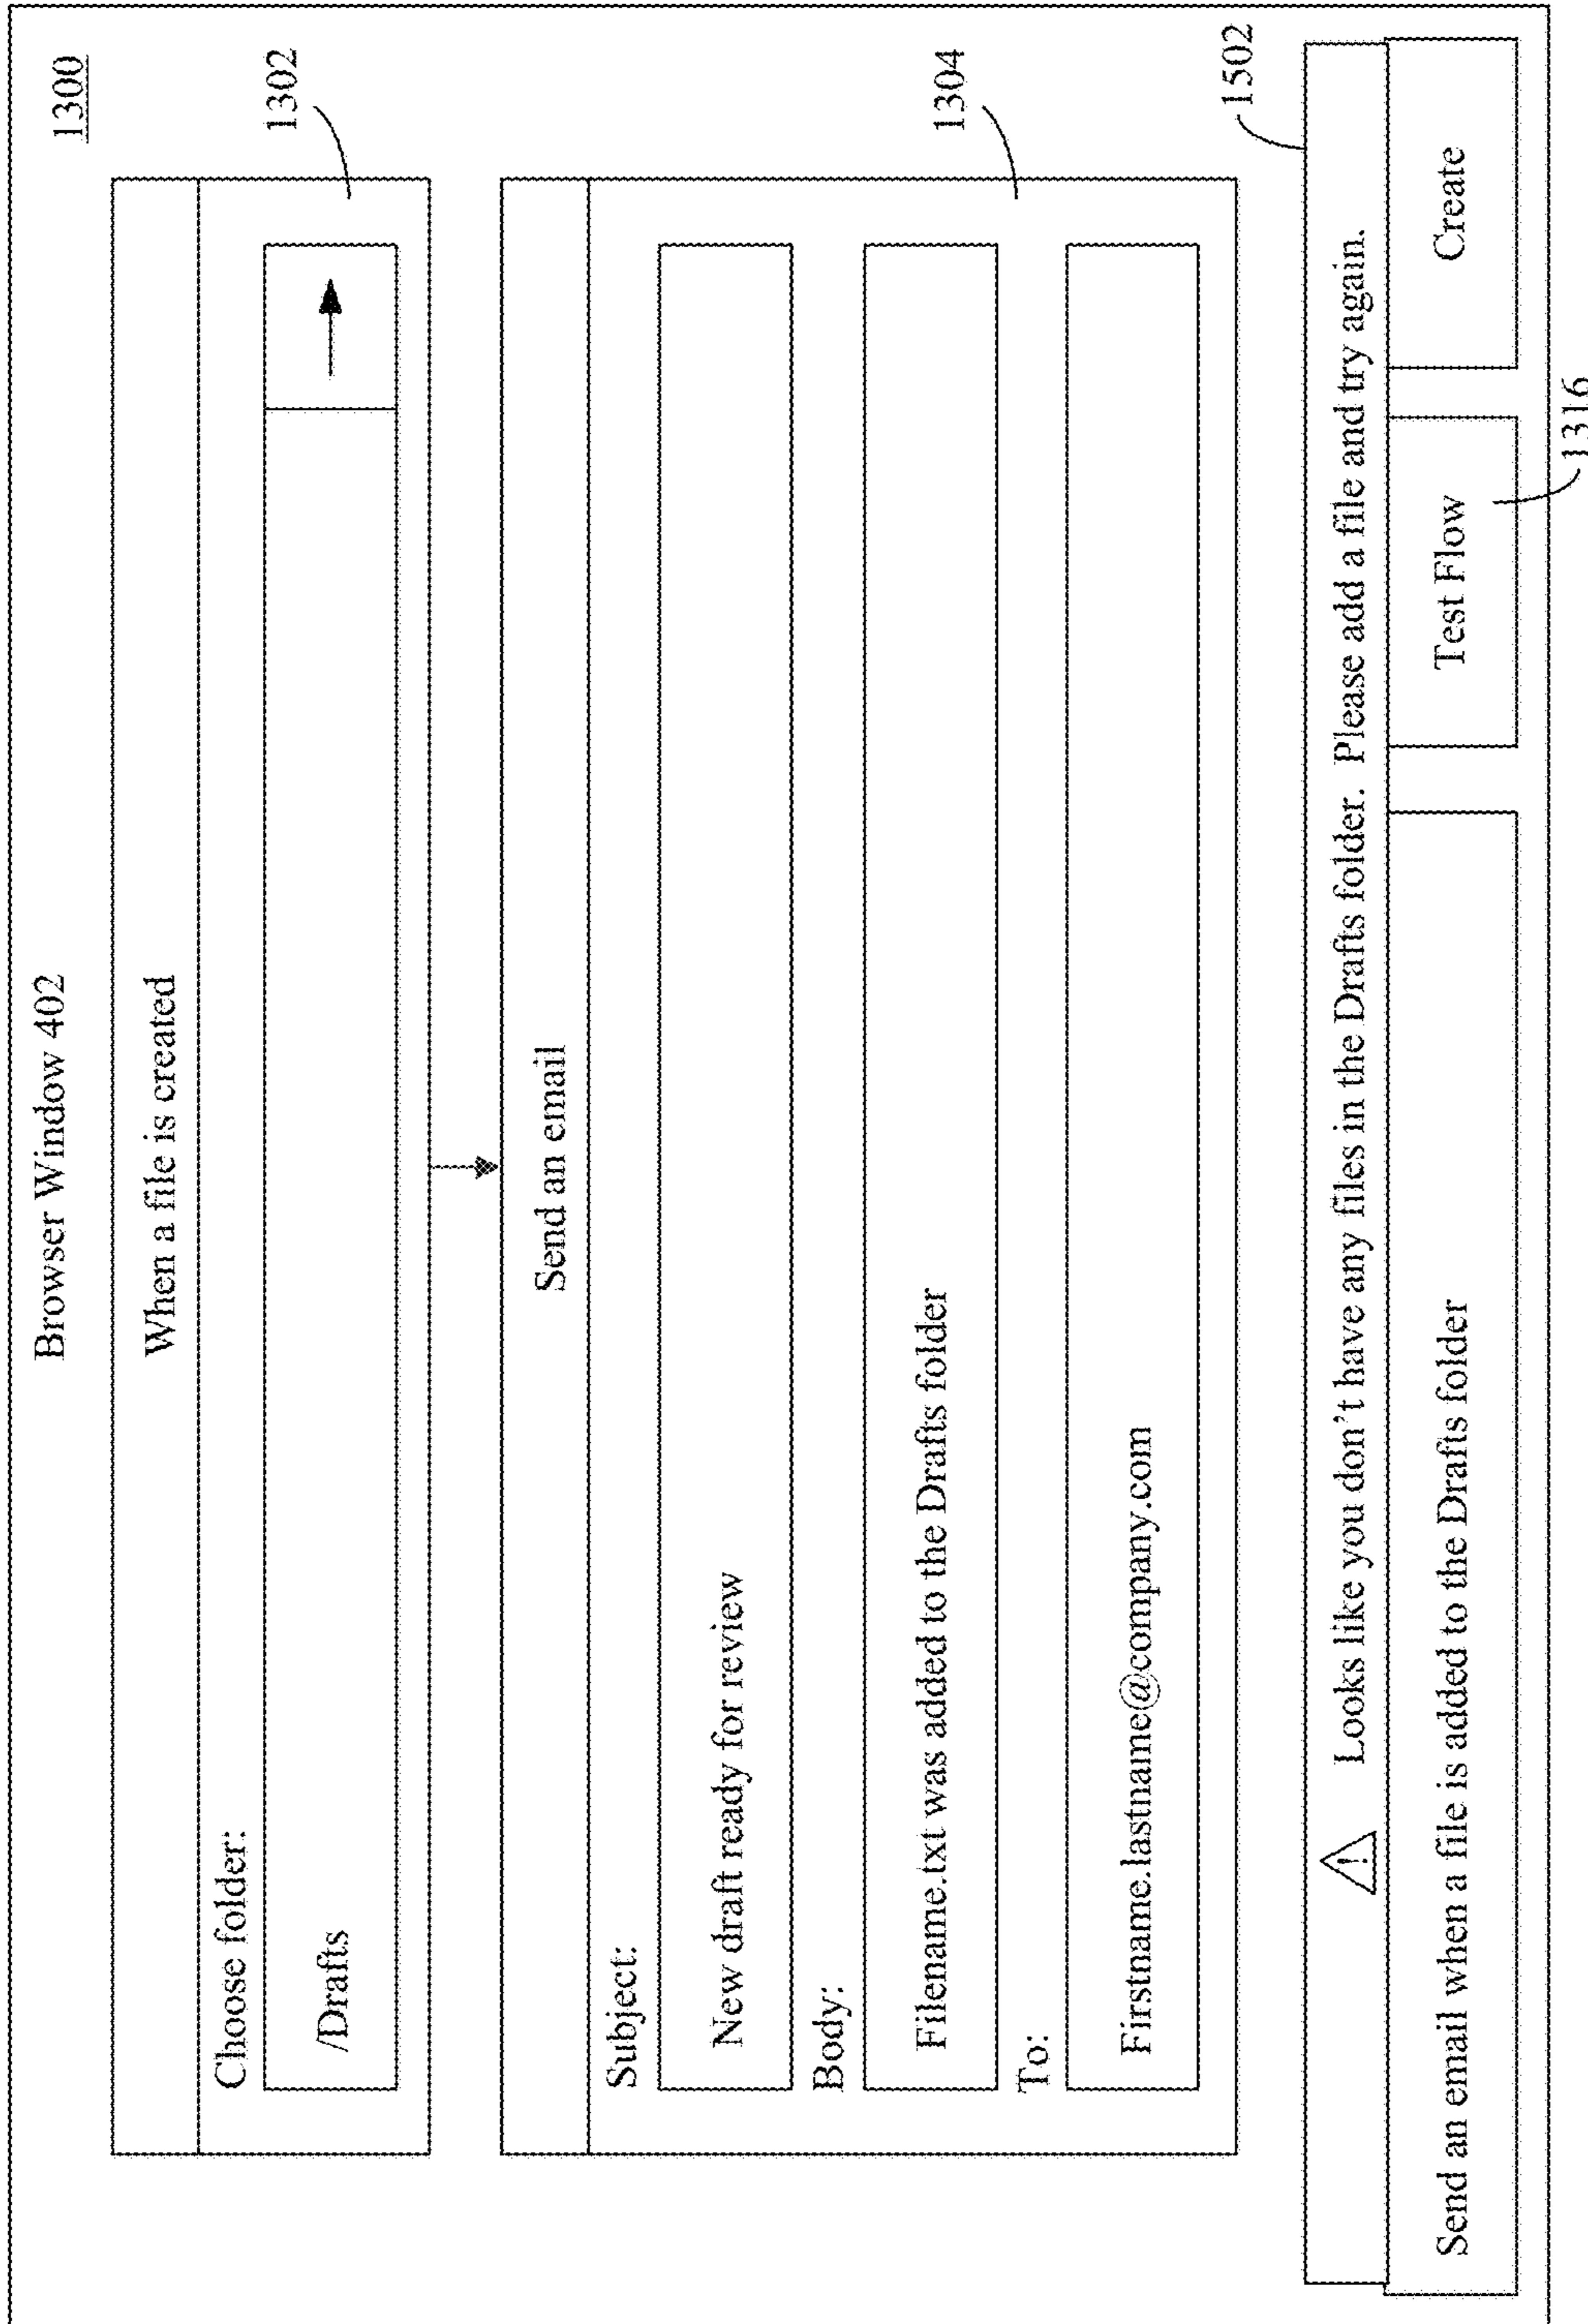 Browser Window 402
1300
When a file is created
1302
Choose folder:
/Drafts
Send an email
Subject:
New draft ready for review
1304
Body:
Filename.txt was added to the Drafts folder
To:
Firstname.lastname@company.com
1502
Looks like you don't have any files in the Drafts folder. Please add a file and try again.
Send an email when a file is added to the Drafts folder
Test Flow
Create
1316